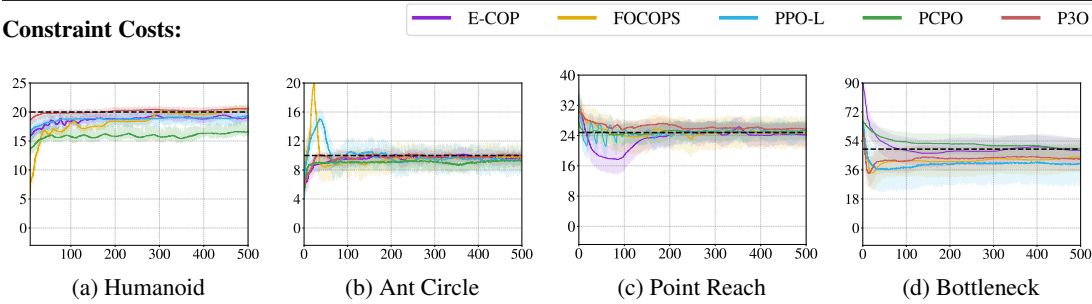 E-COP FOCOPS PPO-L PCPO P3O
Constraint Costs:
25
20
15
10
5
0
100 200 300 400 500
(a) Humanoid
20
16
12
8
4
0
100 200 300 400 500
(b) Ant Circle
40
32
24
16
8
0
0 100 200 300 400 500
(c) Point Reach
90
72
54
36
18
0
0 100 200 300 400 500
(d) Bottleneck